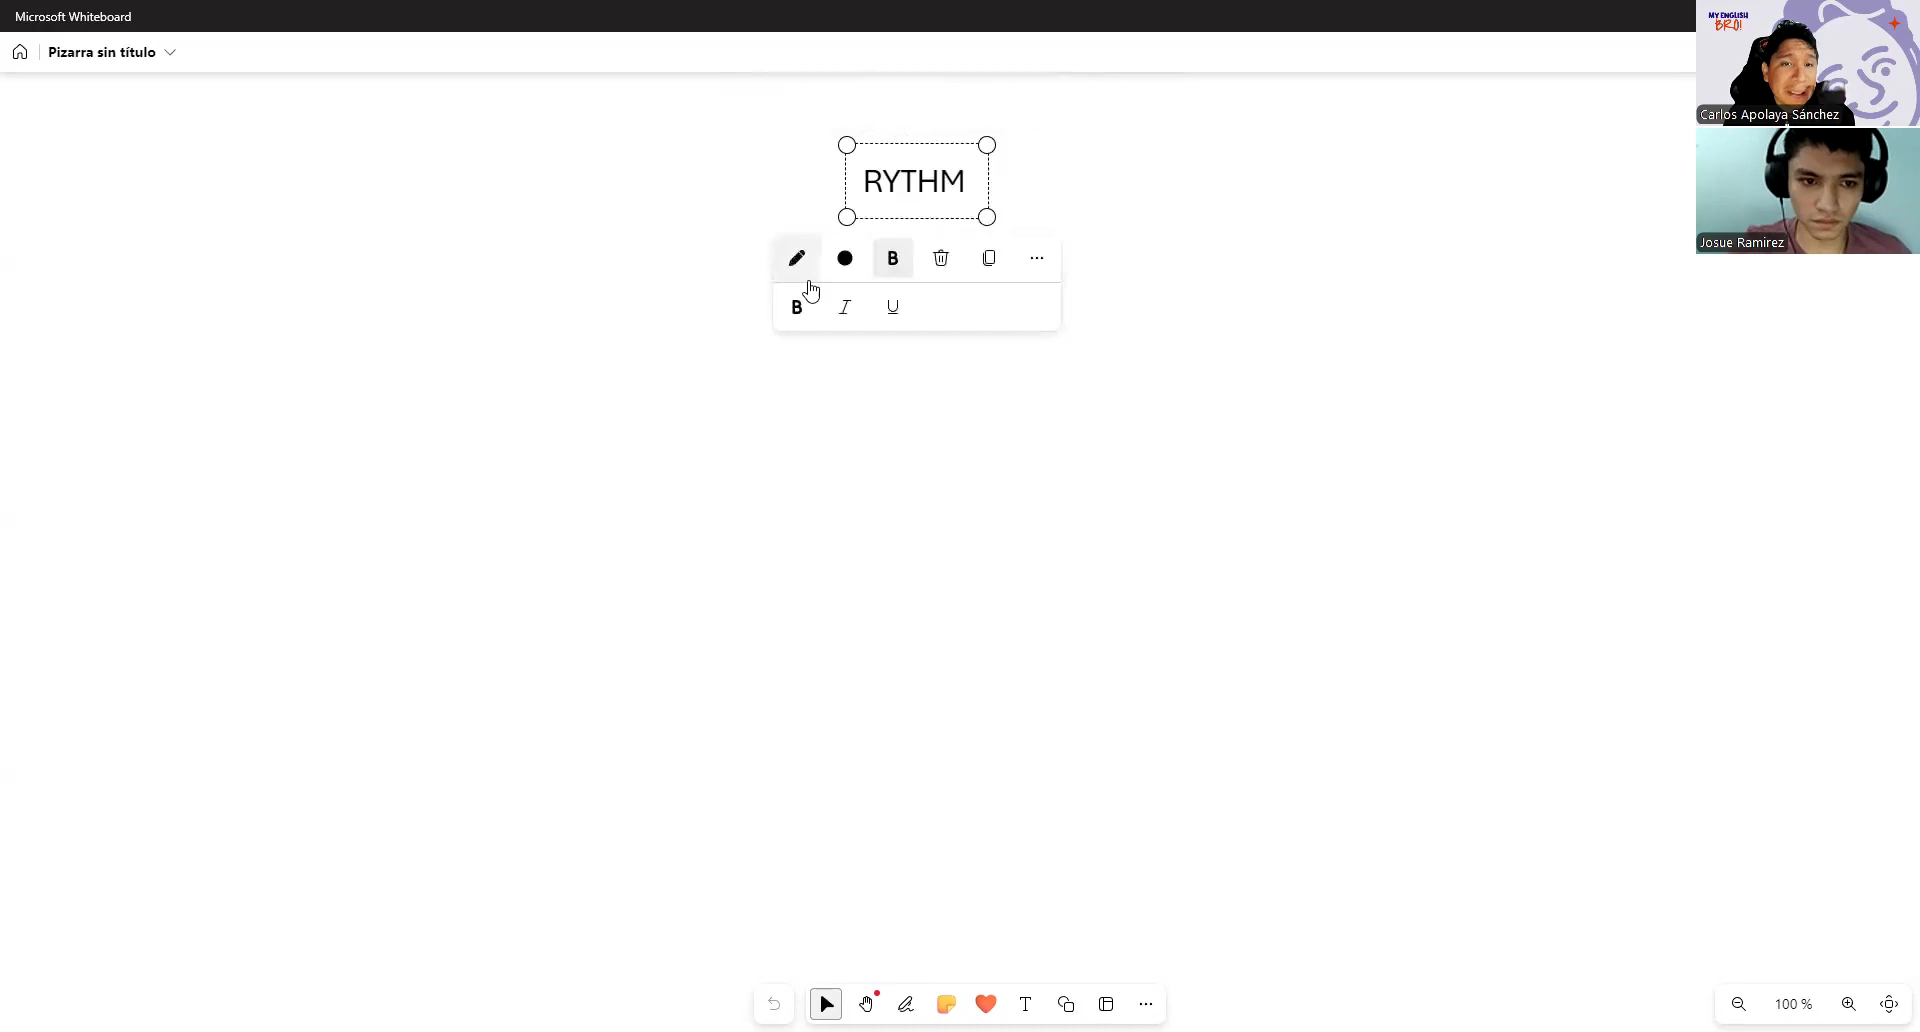 Microsoft Whiteboard
Pizarra sin título
MY ENGLISH
BRO!
Carlos Apolaya Sánchez
Josue Ramirez
RYTHM
B
B I U
T
100 %